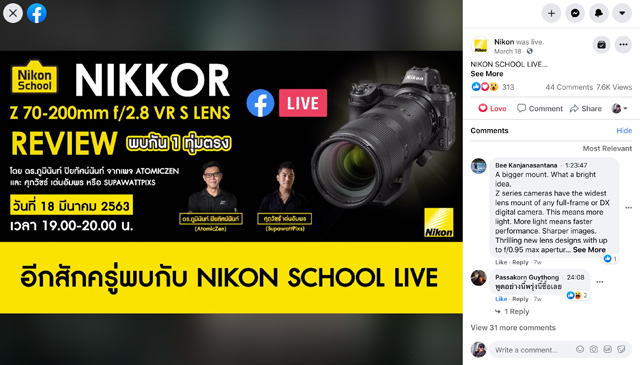 Nikon School
NIKKOR
Z 70-200mm f/2.8 VR S LENS
REVIEW พบกัน 1 ทุ่มตรง
LIVE
โดย ดร.ภูมินันท์ ปิยทัศน์นันท์ จากเพจ ATOMICZEN
และ ศุภวัชร์ เด่นอัมพร หรือ SUPAWATTPIXS
วันที่ 18 มีนาคม 2563
เวลา 19.00-20.00 น.
ดร.ภูมินันท์ ปิยทัศน์นันท์
(AtomicZen)
ศุภวัชร์ เด่นอัมพร
(SupawattPixs)
Nikon
อีกสักครู่พบกับ NIKON SCHOOL LIVE
Nikon was live.
March 18
NIKON SCHOOL LIVE...
See More
313
44 Comments 7.6K Views
Love Comment Share
Comments Hide
Most Relevant
Bee Kanjanasantana · 1:23:47
A bigger mount. What a bright
idea.
Z series cameras have the widest
lens mount of any full-frame or DX
digital camera. This means more
light. More light means faster
performance. Sharper images.
Thrilling new lens designs with up
to f/0.95 max apertur... See More
1
Like · Reply · 7w
Passakorn Guythong · 24:08
พูดอย่างนี้พรุ่งนี้ซื้อเลย
2
Like · Reply · 7w
1 Reply
View 31 more comments
Write a comment...